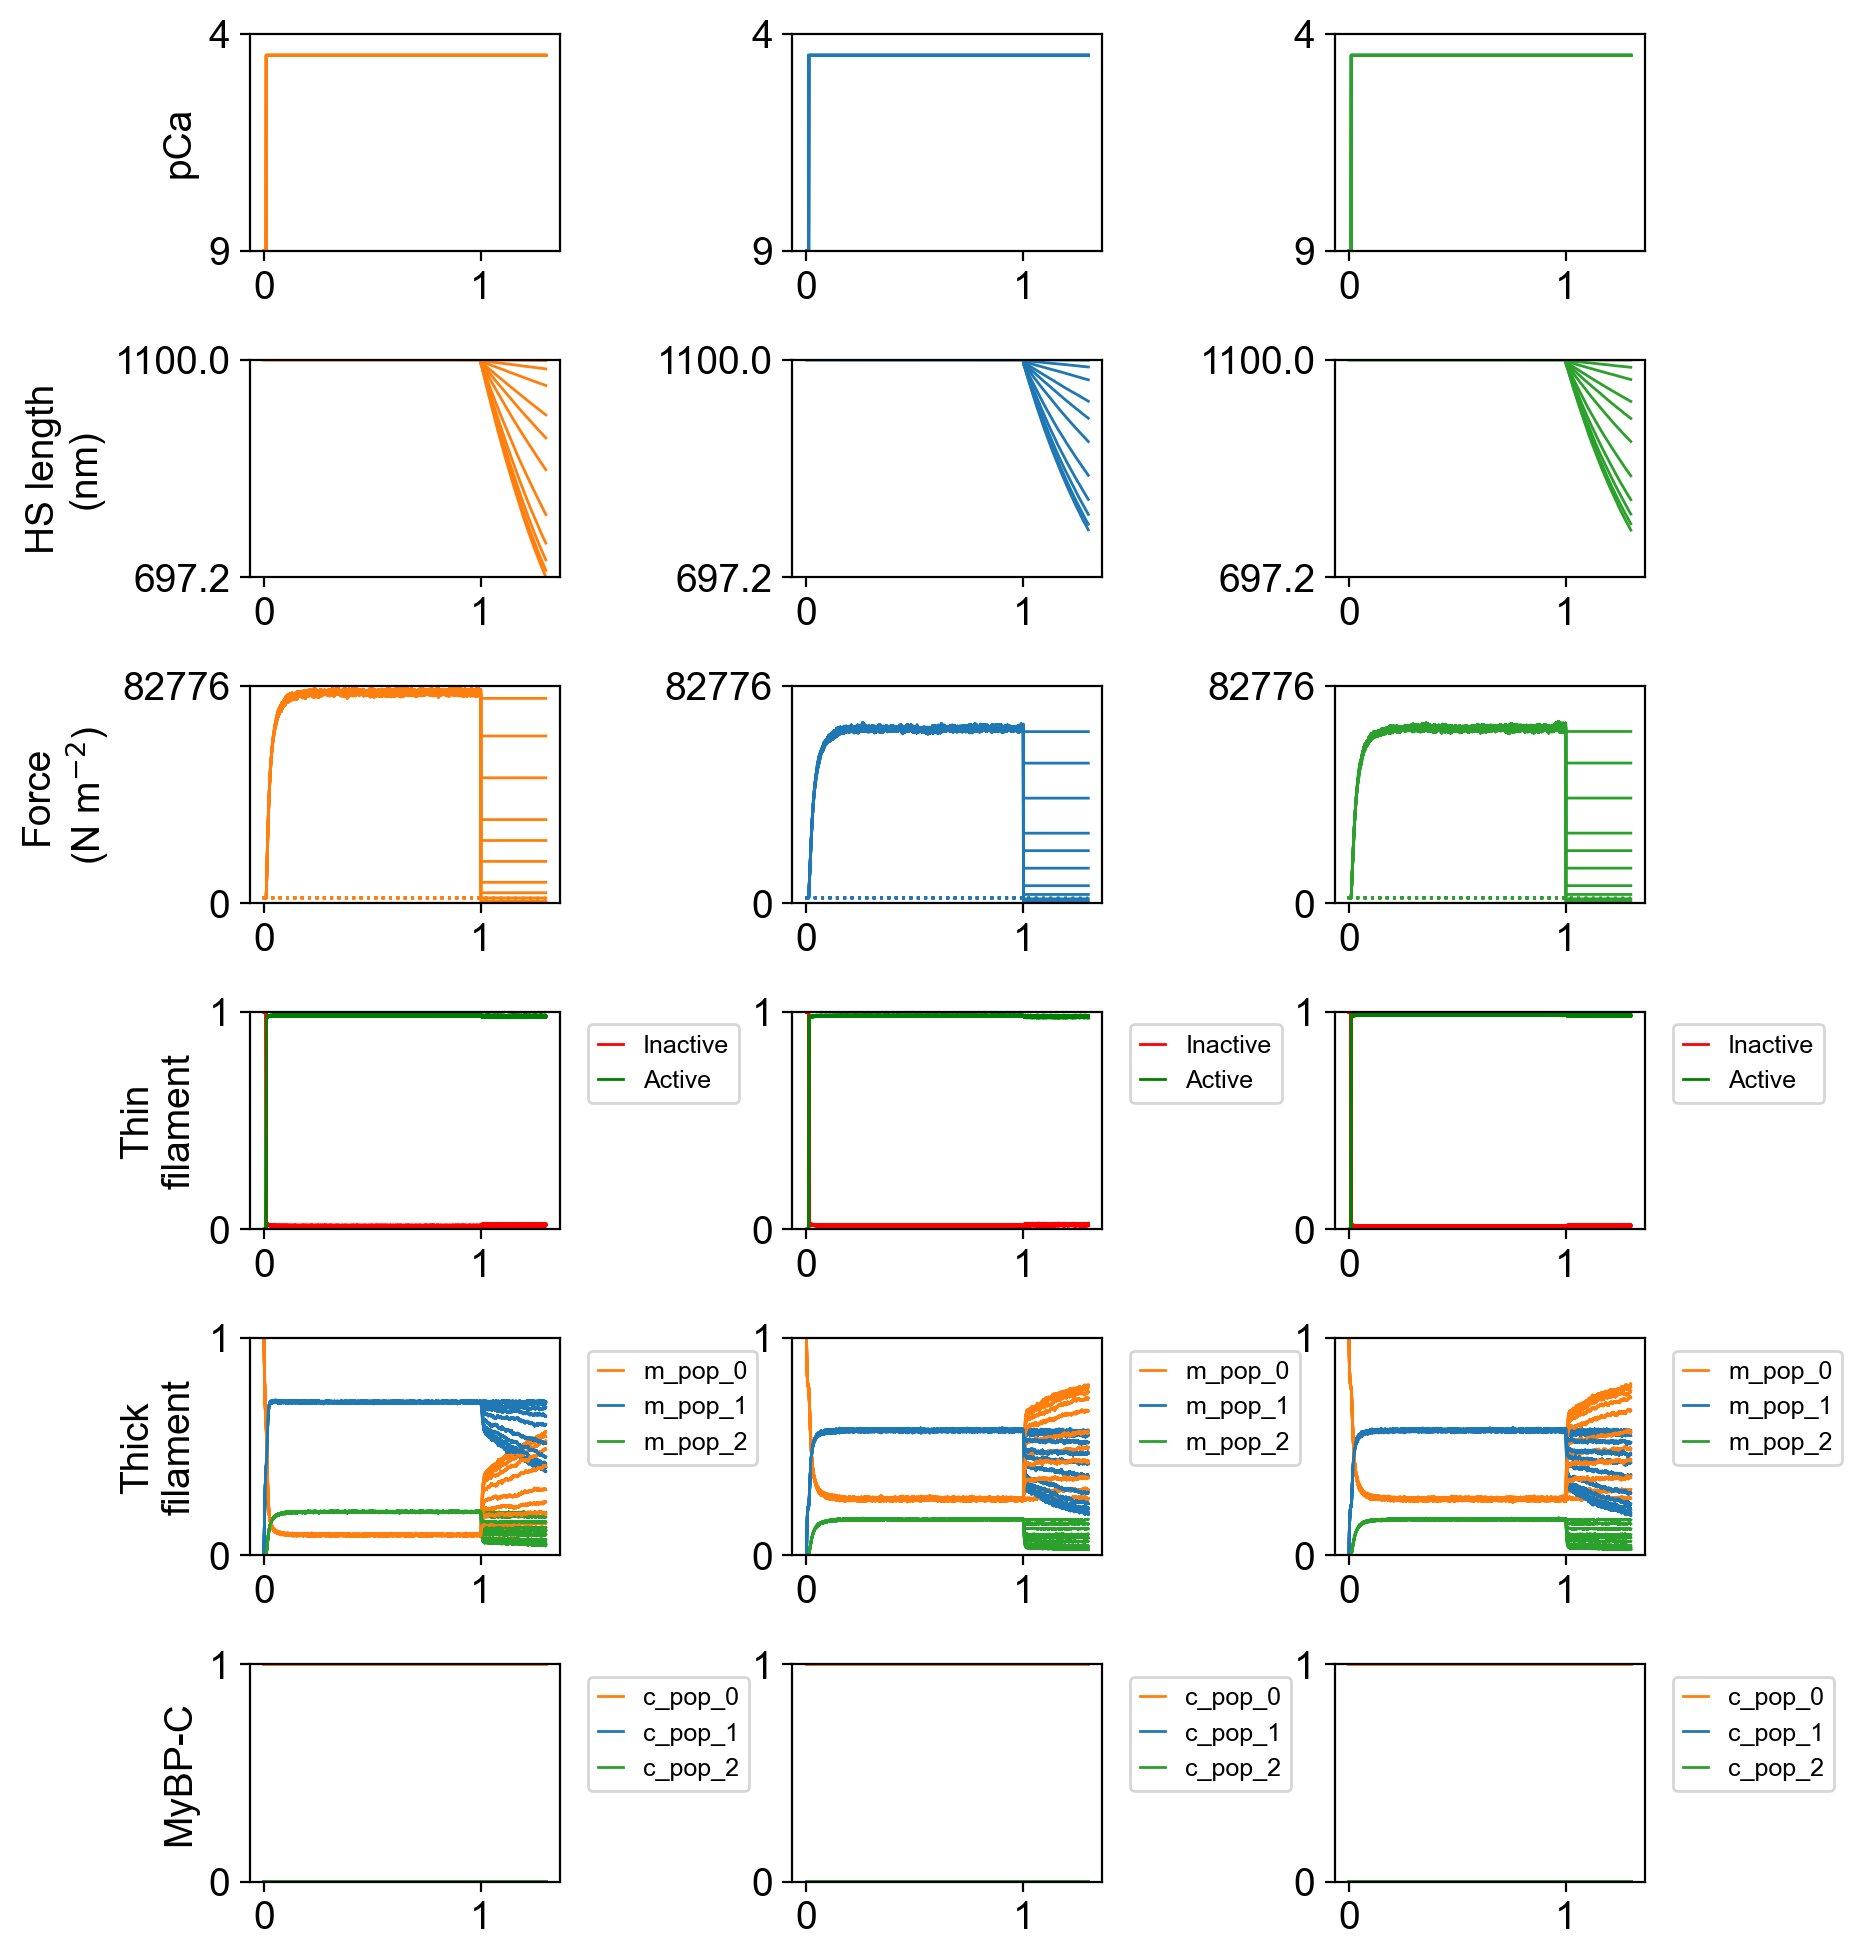 4
9
pCa
0 1
4
9
0 1
4
9
0 1
1100.0
697.2
HS length
(nm)
0 1
1100.0
697.2
0 1
1100.0
697.2
0 1
82776
0
Force
(N m⁻²)
0 1
82776
0
0 1
82776
0
0 1
1
0
Thin
filament
0 1
Inactive
Active
1
0
0 1
Inactive
Active
1
0
0 1
Inactive
Active
1
0
Thick
filament
0 1
m_pop_0
m_pop_1
m_pop_2
1
0
0 1
m_pop_0
m_pop_1
m_pop_2
1
0
0 1
m_pop_0
m_pop_1
m_pop_2
1
0
MyBP-C
0 1
c_pop_0
c_pop_1
c_pop_2
1
0
0 1
c_pop_0
c_pop_1
c_pop_2
1
0
0 1
c_pop_0
c_pop_1
c_pop_2